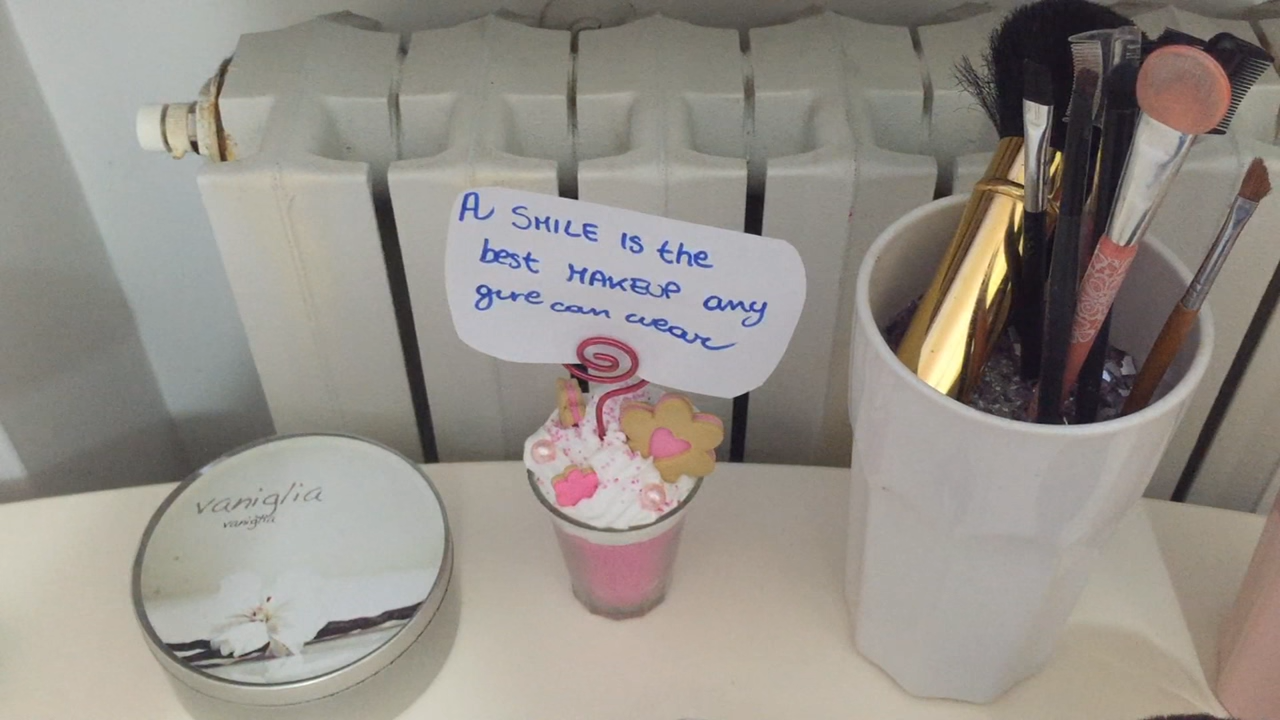 A SMILE is the
best MAKEUP any
gire can wear
vaniglia
vaniglia